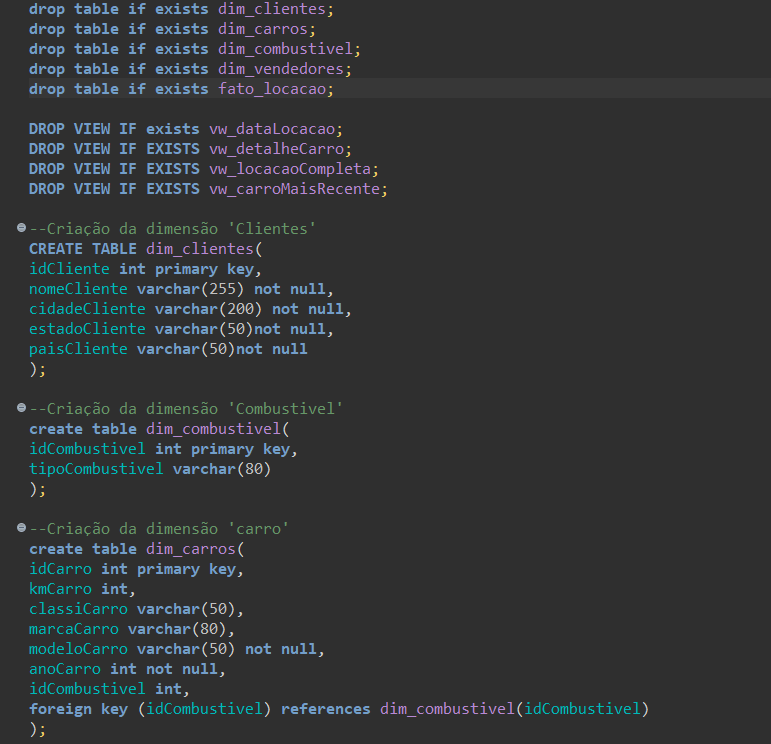 drop table if exists dim_clientes;
drop table if exists dim_carros;
drop table if exists dim_combustivel;
drop table if exists dim_vendedores;
drop table if exists fato_locacao;
DROP VIEW IF exists vw_dataLocacao;
DROP VIEW IF EXISTS vw_detalheCarro;
DROP VIEW IF EXISTS vw_locacaoCompleta;
DROP VIEW IF EXISTS vw_carroMaisRecente;
--Criação da dimensão 'Clientes'
CREATE TABLE dim_clientes(
idCliente int primary key,
nomeCliente varchar(255) not null,
cidadeCliente varchar(200) not null,
estadoCliente varchar(50)not null,
paisCliente varchar(50)not null
);
--Criação da dimensão 'Combustivel'
create table dim_combustivel(
idCombustivel int primary key,
tipoCombustivel varchar(80)
);
--Criação da dimensão 'carro'
create table dim_carros(
idCarro int primary key,
kmCarro int,
classiCarro varchar(50),
marcaCarro varchar(80),
modeloCarro varchar(50) not null,
anoCarro int not null,
idCombustivel int,
foreign key (idCombustivel) references dim_combustivel(idCombustivel)
);